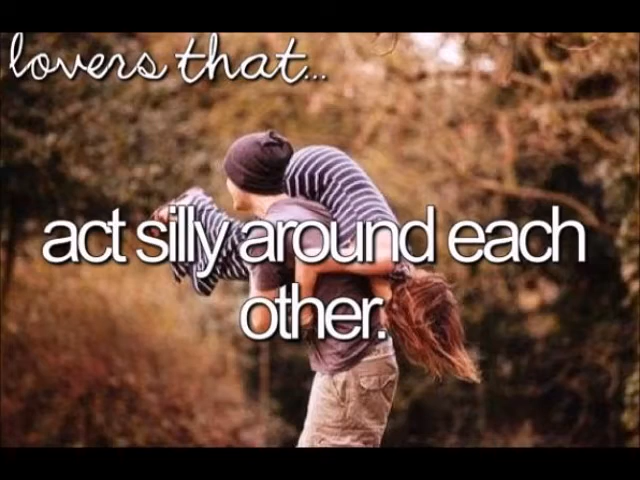 lovers that...
act silly around each
other.